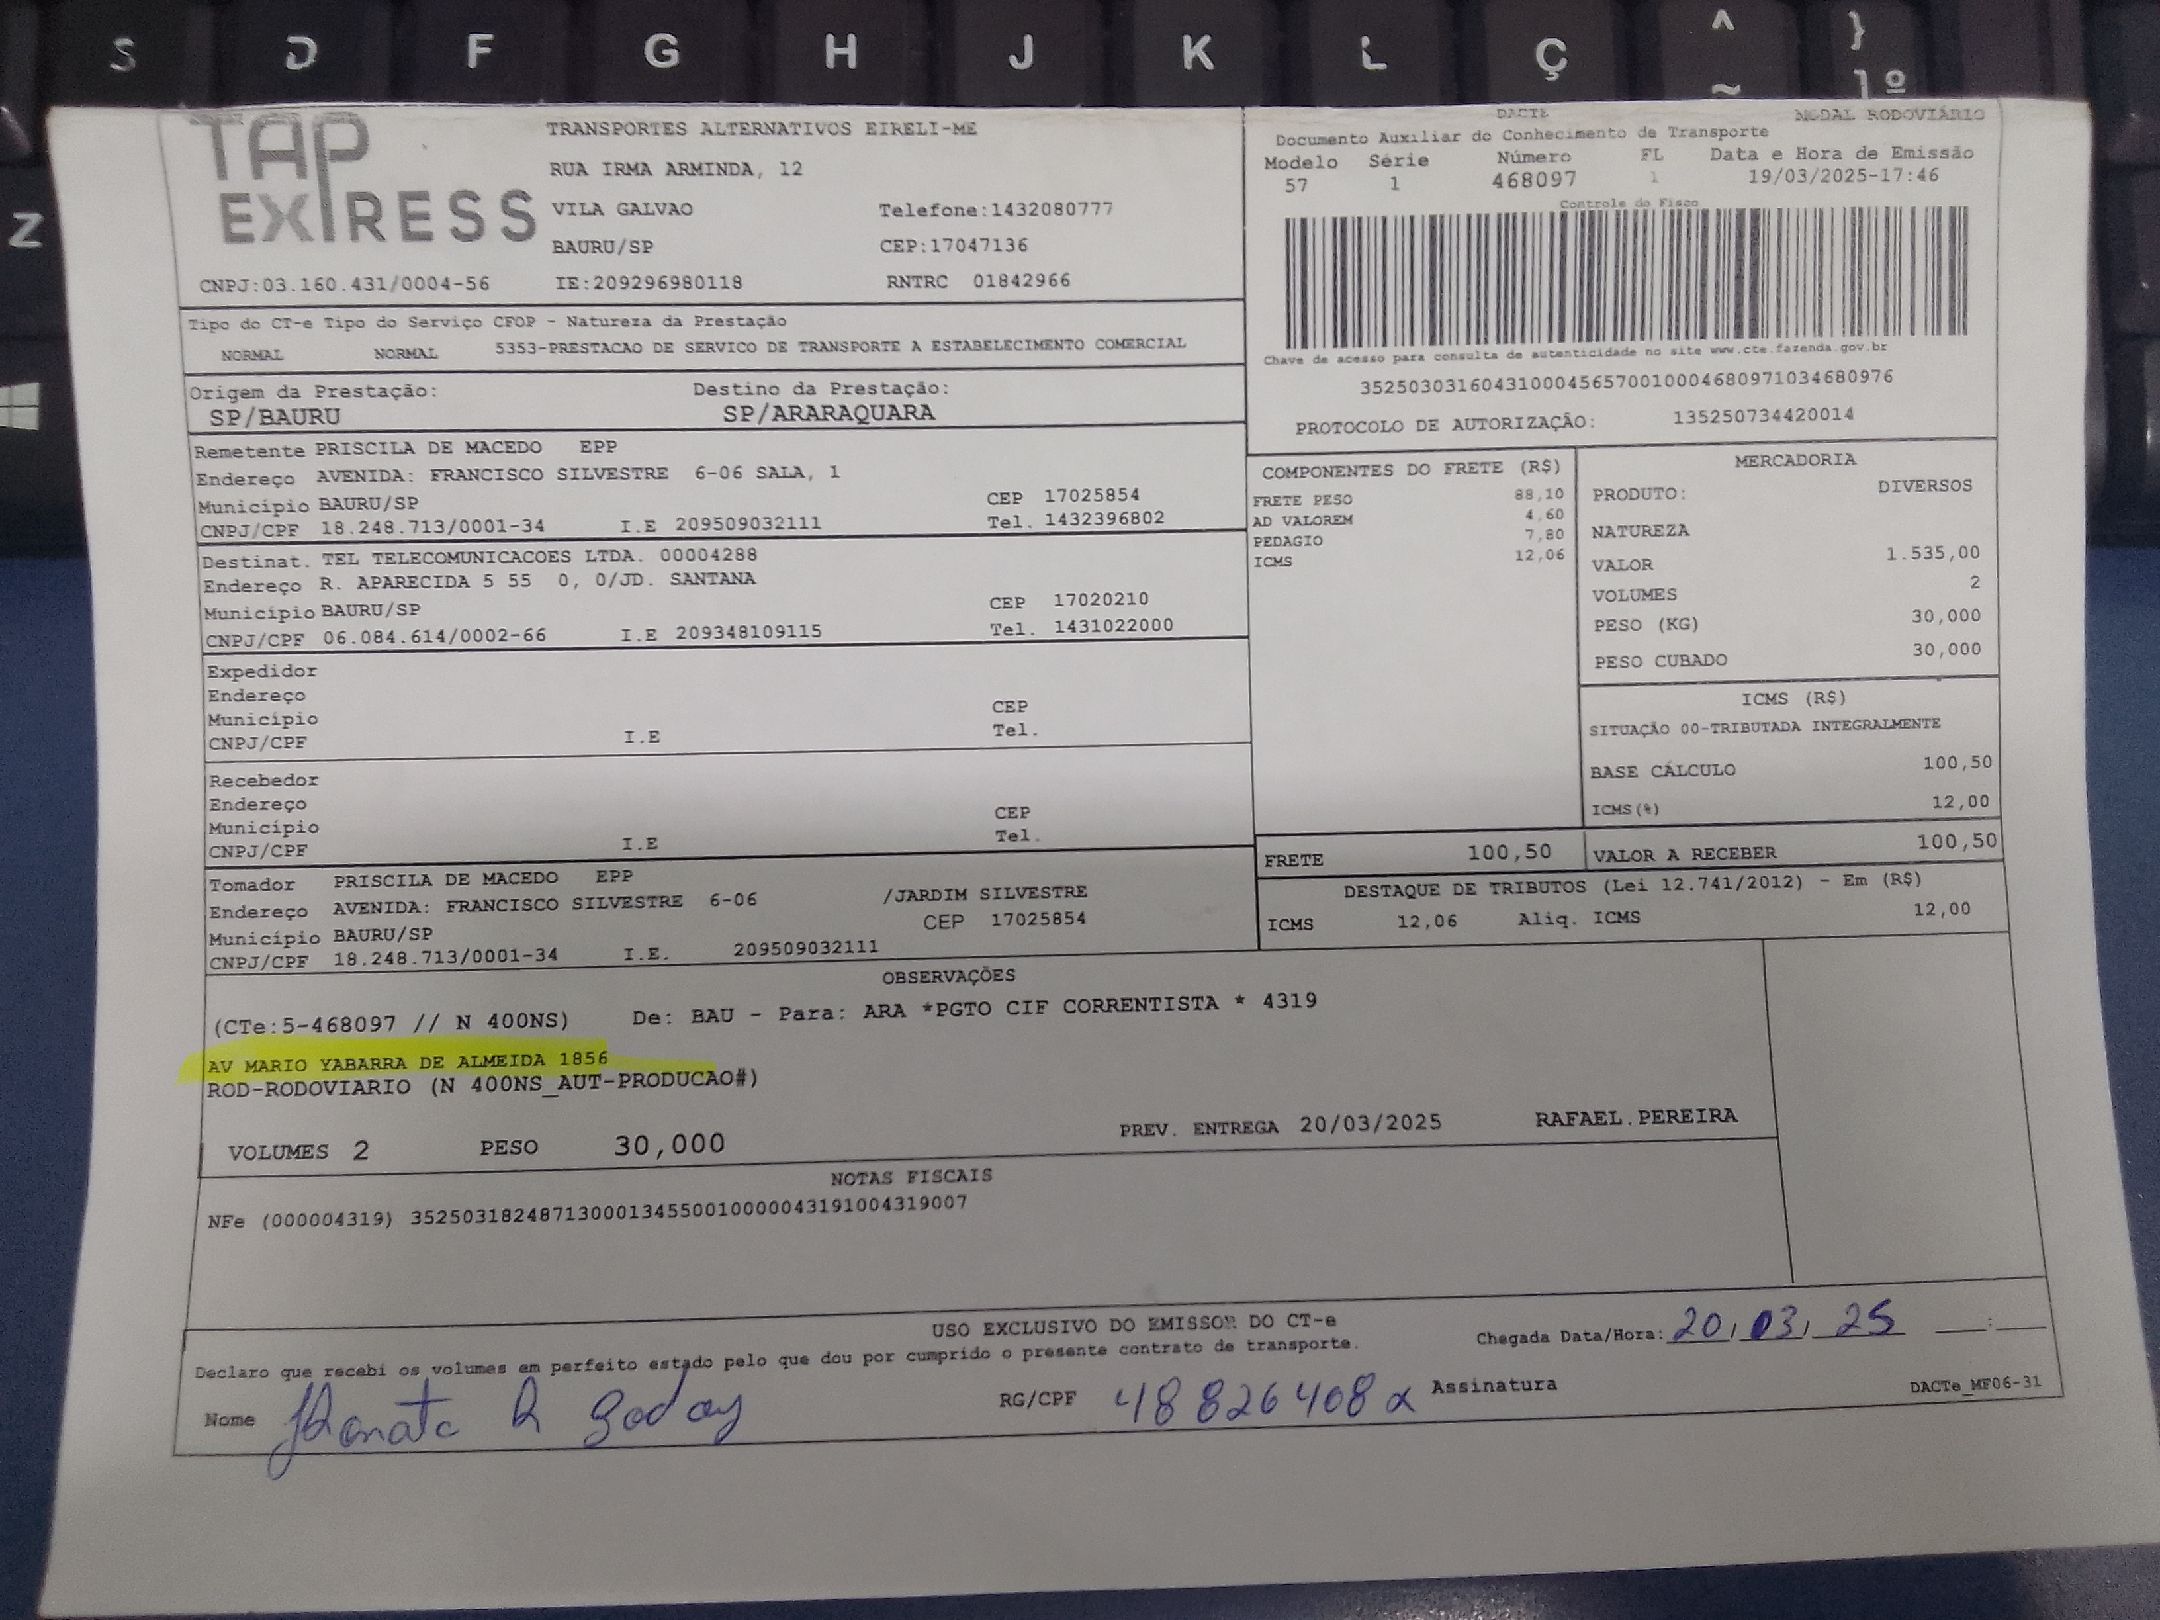 S D F G H J K L Ç ^ ~ } ] º
Z
TAP EXPRESS
TRANSPORTES ALTERNATIVOS EIRELI-ME
RUA IRMA ARMINDA, 12
VILA GALVAO Telefone:1432080777
BAURU/SP CEP:17047136
CNPJ:03.160.431/0004-56 IE:209296980118 RNTRC 01842966
DACTE MODAL RODOVIÁRIO
Documento Auxiliar do Conhecimento de Transporte
Modelo Série Número FL Data e Hora de Emissão
57 1 468097 1 19/03/2025-17:46
Controle do Fisco
Chave de acesso para consulta de autenticidade no site www.cte.fazenda.gov.br
35250303160431000456570010004680971034680976
PROTOCOLO DE AUTORIZAÇÃO: 135250734420014
Tipo do CT-e Tipo do Serviço CFOP - Natureza da Prestação
NORMAL NORMAL 5353-PRESTACAO DE SERVICO DE TRANSPORTE A ESTABELECIMENTO COMERCIAL
Origem da Prestação: Destino da Prestação:
SP/BAURU SP/ARARAQUARA
Remetente PRISCILA DE MACEDO EPP
Endereço AVENIDA: FRANCISCO SILVESTRE 6-06 SALA, 1
Município BAURU/SP CEP 17025854
CNPJ/CPF 18.248.713/0001-34 I.E 209509032111 Tel. 1432396802
Destinat. TEL TELECOMUNICACOES LTDA. 00004288
Endereço R. APARECIDA 5 55 0, 0/JD. SANTANA
Município BAURU/SP CEP 17020210
CNPJ/CPF 06.084.614/0002-66 I.E 209348109115 Tel. 1431022000
Expedidor
Endereço
Município CEP
CNPJ/CPF I.E Tel.
Recebedor
Endereço
Município CEP
CNPJ/CPF I.E Tel.
Tomador PRISCILA DE MACEDO EPP
Endereço AVENIDA: FRANCISCO SILVESTRE 6-06 /JARDIM SILVESTRE
Município BAURU/SP CEP 17025854
CNPJ/CPF 18.248.713/0001-34 I.E. 209509032111
COMPONENTES DO FRETE (R$)
FRETE PESO 88,10
AD VALOREM 4,60
PEDAGIO 7,80
ICMS 12,06
MERCADORIA
PRODUTO: DIVERSOS
NATUREZA
VALOR 1.535,00
VOLUMES 2
PESO (KG) 30,000
PESO CUBADO 30,000
ICMS (R$)
SITUAÇÃO 00-TRIBUTADA INTEGRALMENTE
BASE CÁLCULO 100,50
ICMS(%) 12,00
FRETE 100,50 VALOR A RECEBER 100,50
DESTAQUE DE TRIBUTOS (Lei 12.741/2012) - Em (R$)
ICMS 12,06 Aliq. ICMS 12,00
OBSERVAÇÕES
(CTe:5-468097 // N 400NS) De: BAU - Para: ARA *PGTO CIF CORRENTISTA * 4319
AV MARIO YABARRA DE ALMEIDA 1856
ROD-RODOVIARIO (N 400NS_AUT-PRODUCAO#)
VOLUMES 2 PESO 30,000 PREV. ENTREGA 20/03/2025 RAFAEL.PEREIRA
NOTAS FISCAIS
NFe (000004319) 35250318248713000134550010000043191004319007
USO EXCLUSIVO DO EMISSOR DO CT-e
Declaro que recebi os volumes em perfeito estado pelo que dou por cumprido o presente contrato de transporte.
Chegada Data/Hora: 20/03/25 __:__
Nome Renata R Godoy RG/CPF 48826408x Assinatura
DACTe_MF06-31